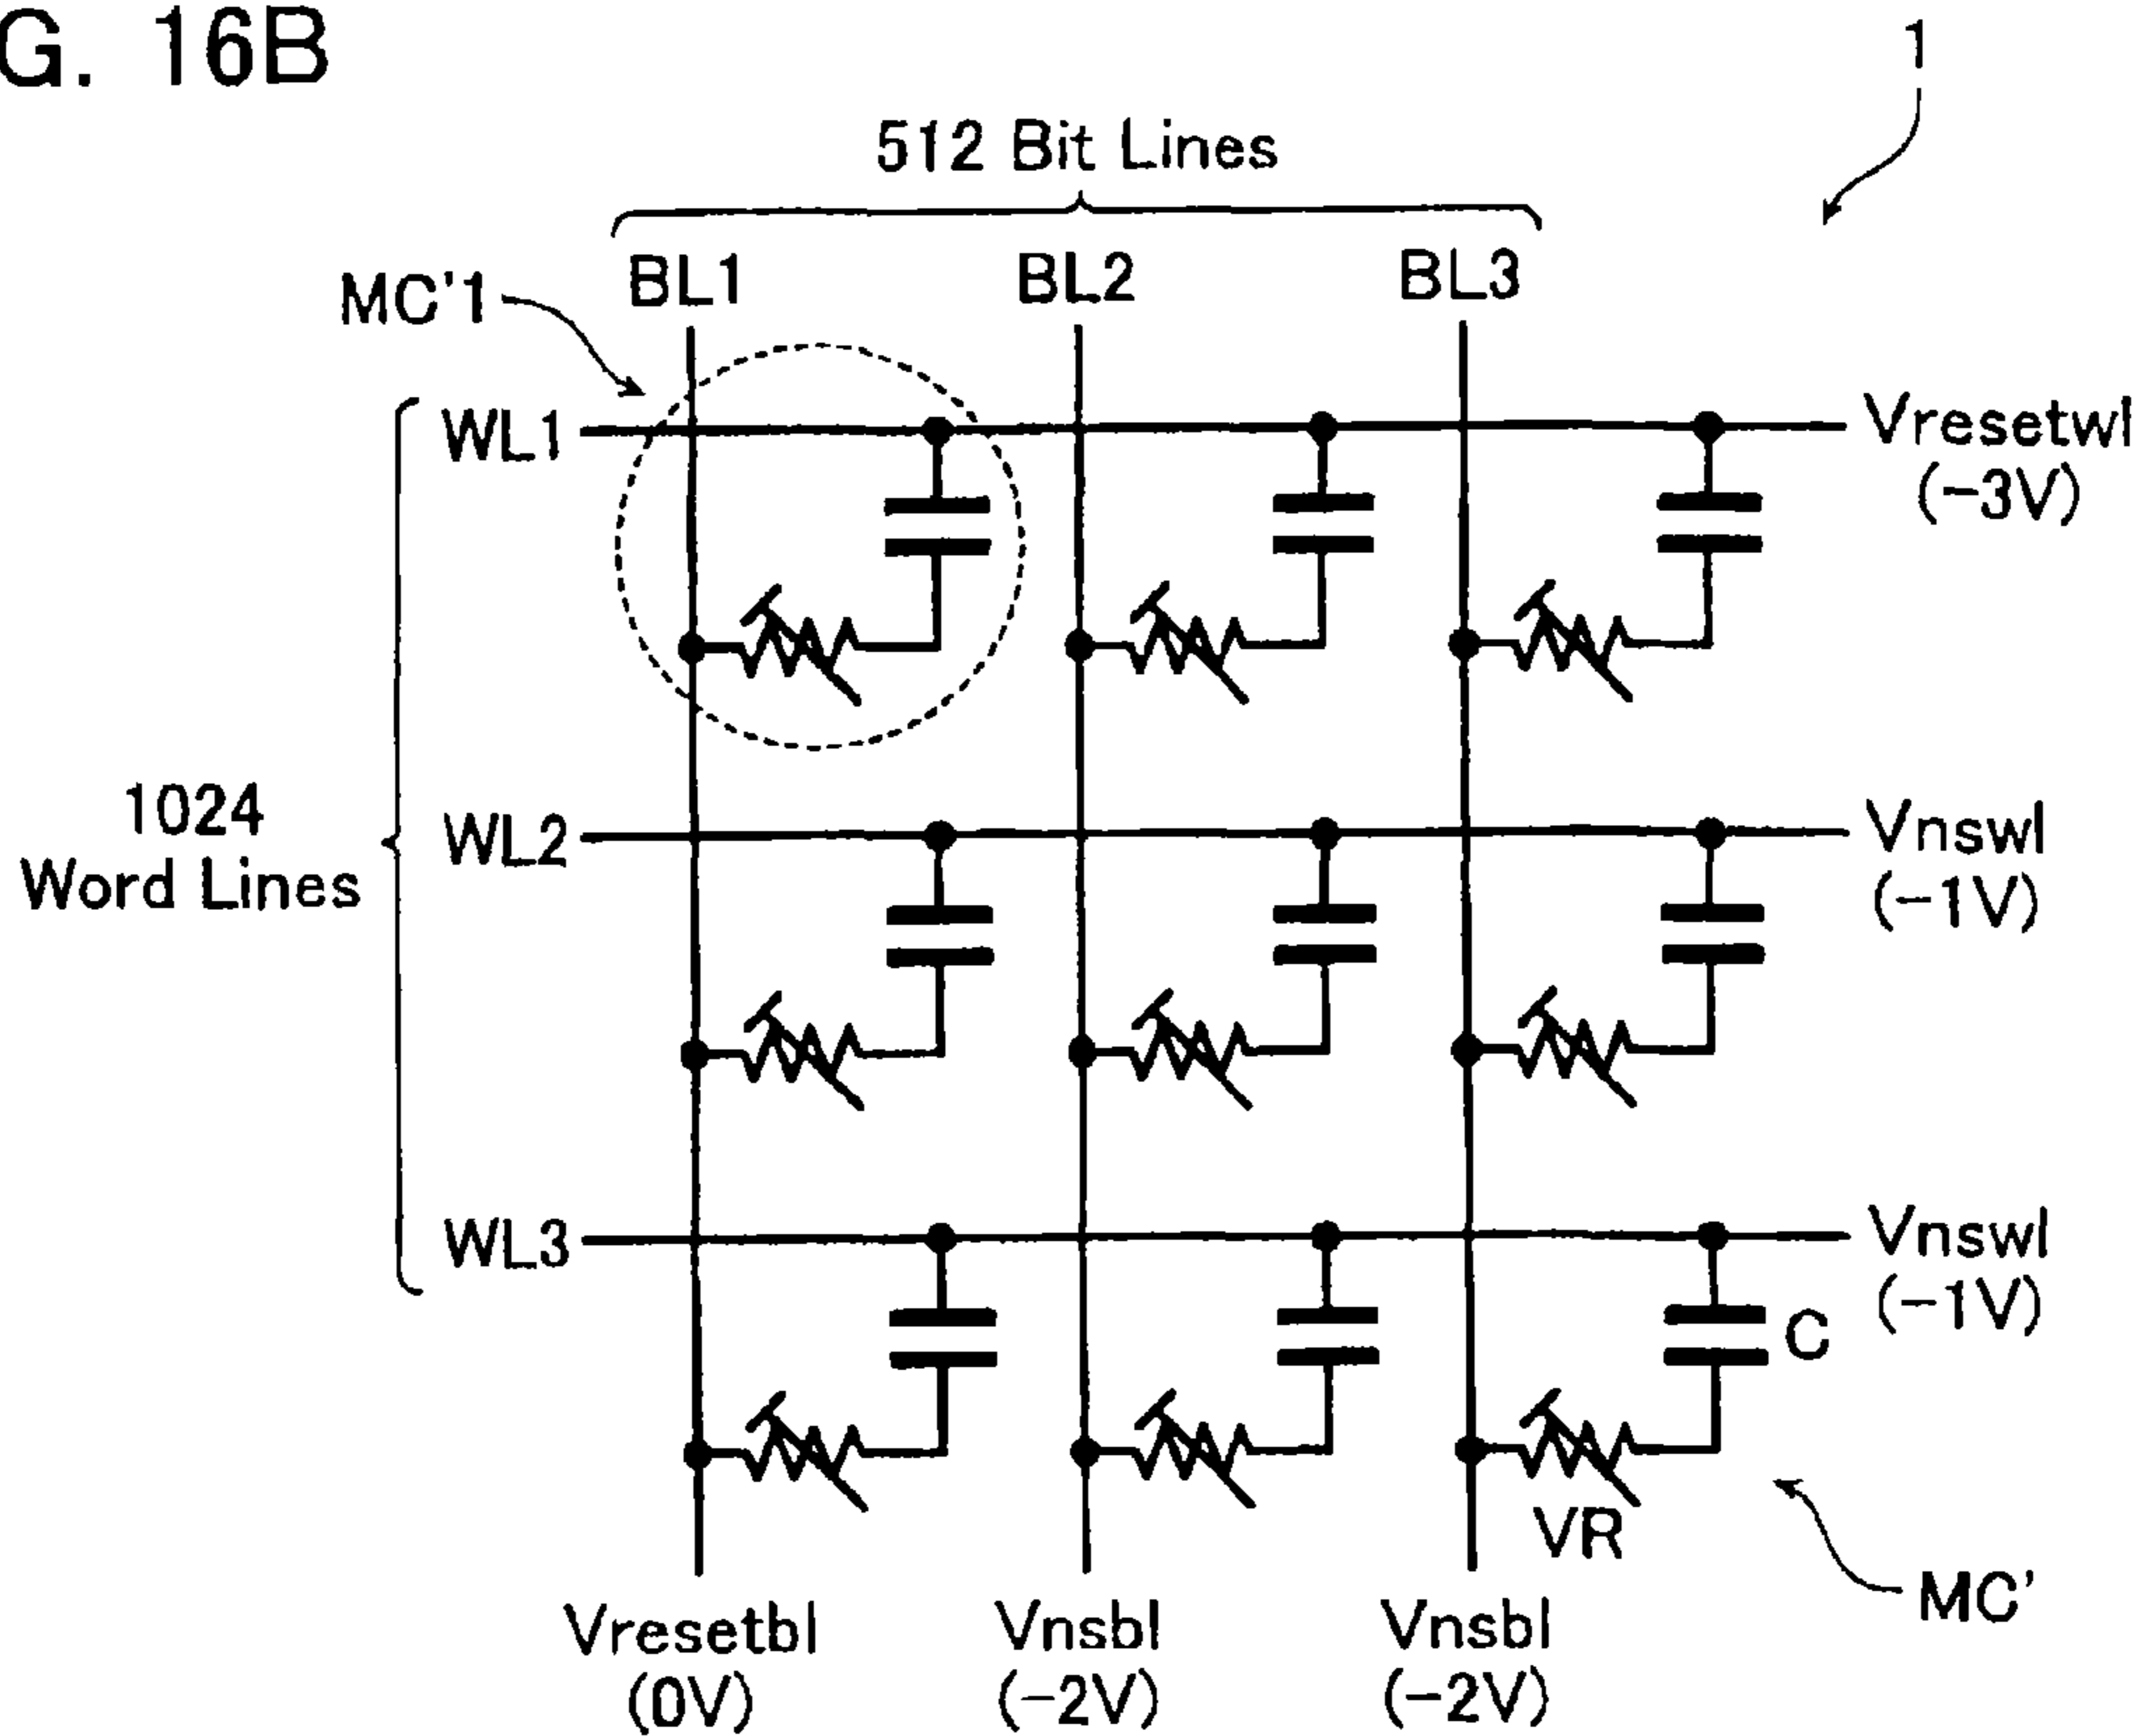 G. 16B
1
512 Bit Lines
BL1
BL2
BL3
MC'1
WL1
Vresetwl
(-3V)
1024
Word Lines
WL2
Vnswl
(-1V)
WL3
Vnswl
(-1V)
C
VR
MC'
Vresetbl
(0V)
Vnsbl
(-2V)
Vnsbl
(-2V)